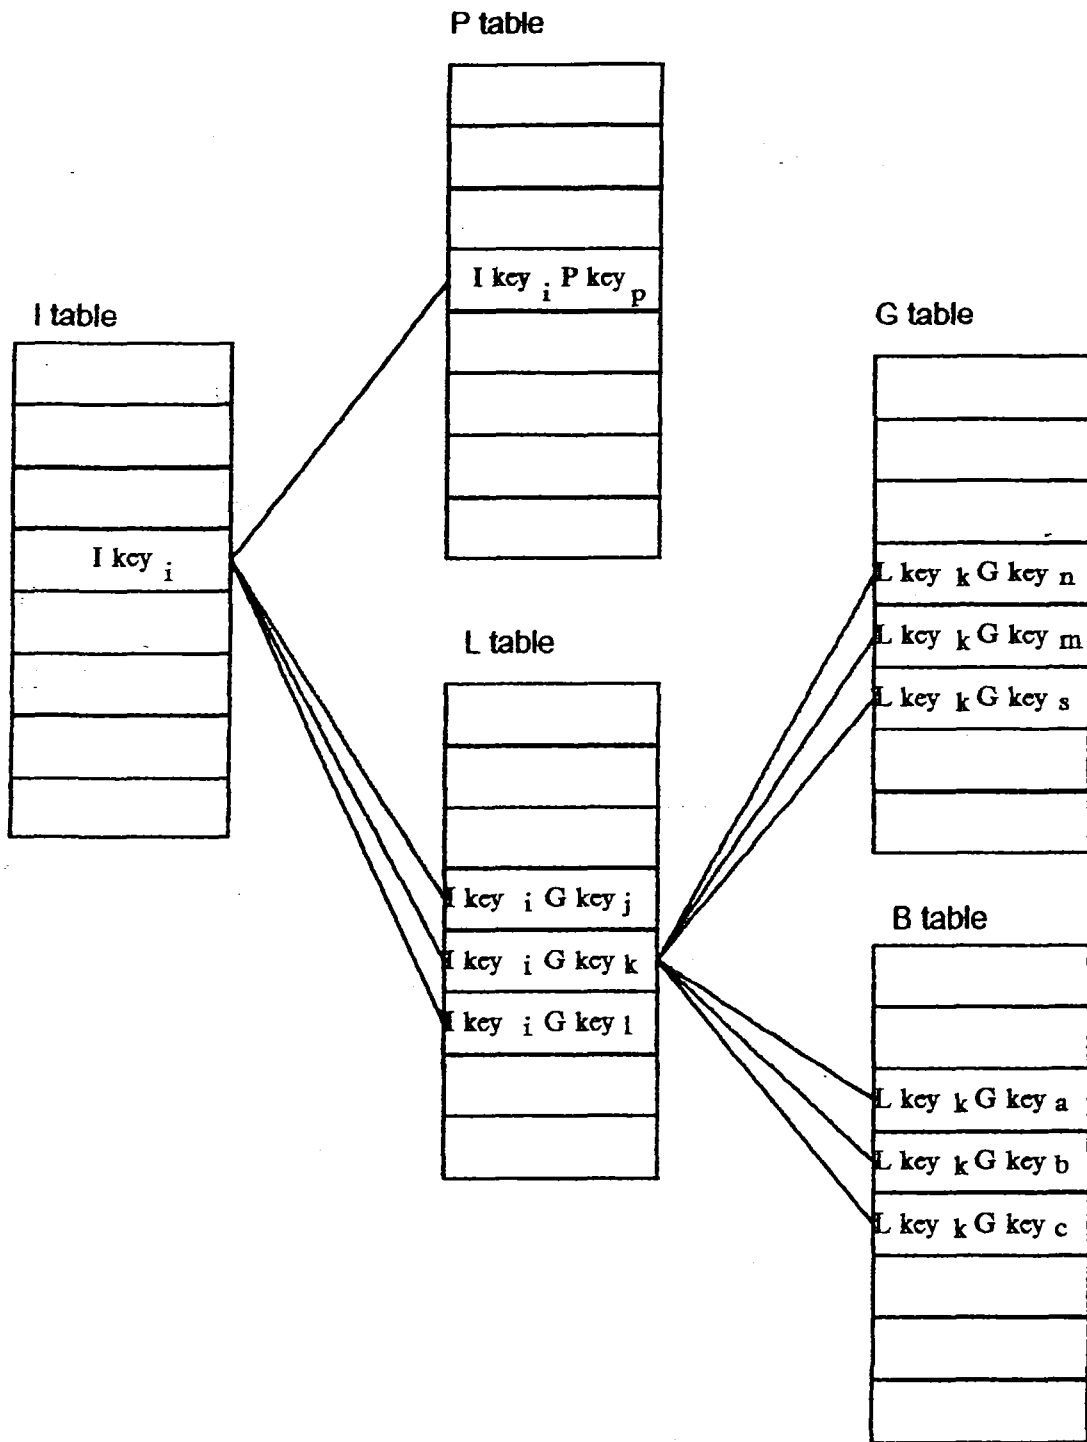 P table
I key i P key p
I table
I key i
G table
L key k G key n
L key k G key m
L key k G key s
L table
I key i G key j
I key i G key k
I key i G key l
B table
L key k G key a
L key k G key b
L key k G key c